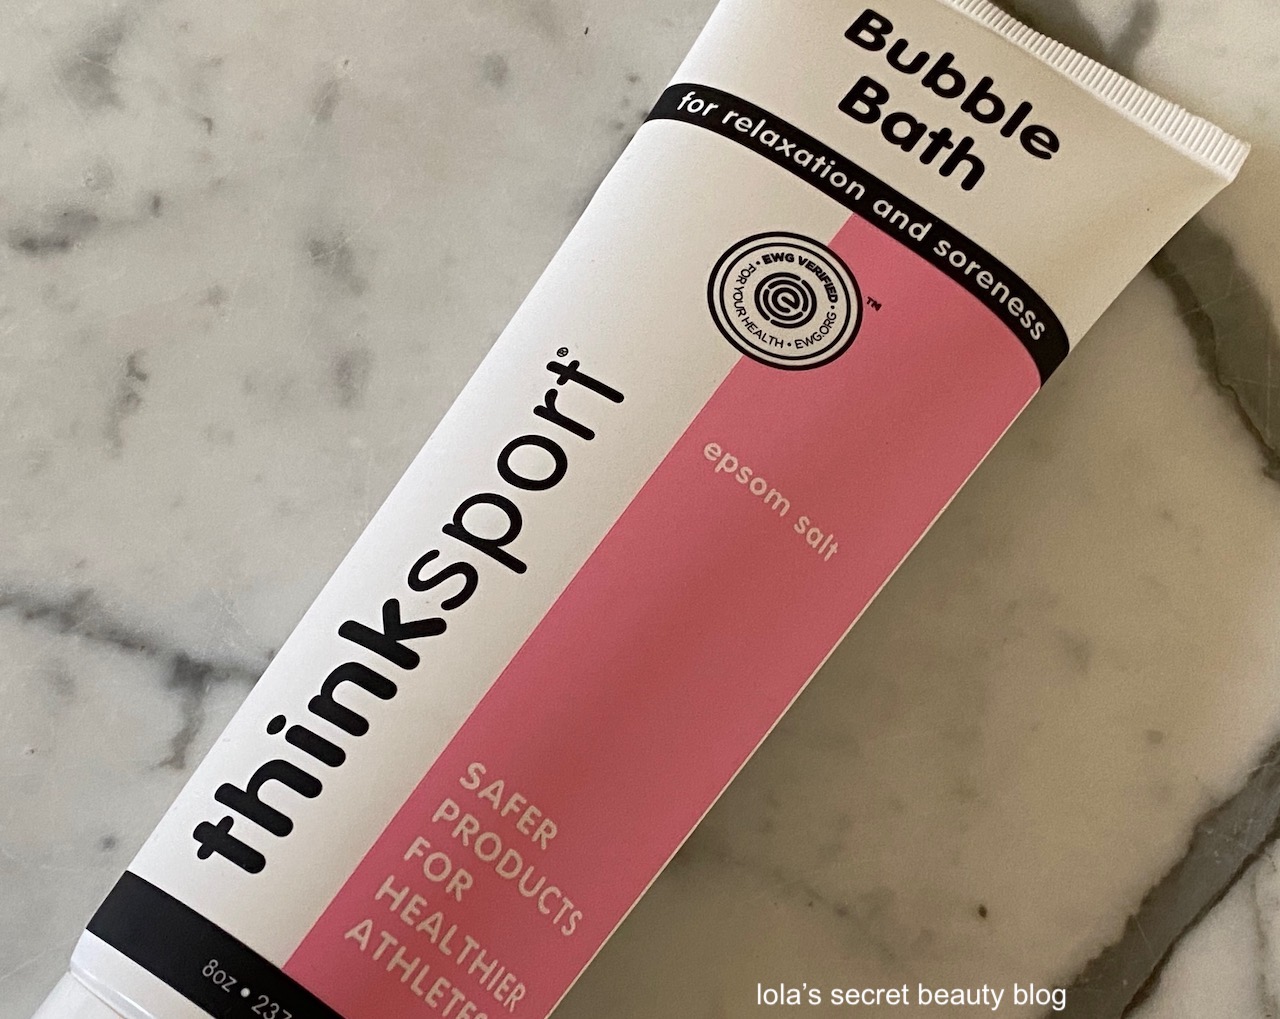 Bubble
Bath
for relaxation and soreness
• EWG VERIFIED •
FOR YOUR HEALTH • EWG.ORG
e
™
epsom salt
thinksport®
SAFER
PRODUCTS
FOR
HEALTHIER
8oz • 237
lola's secret beauty blog